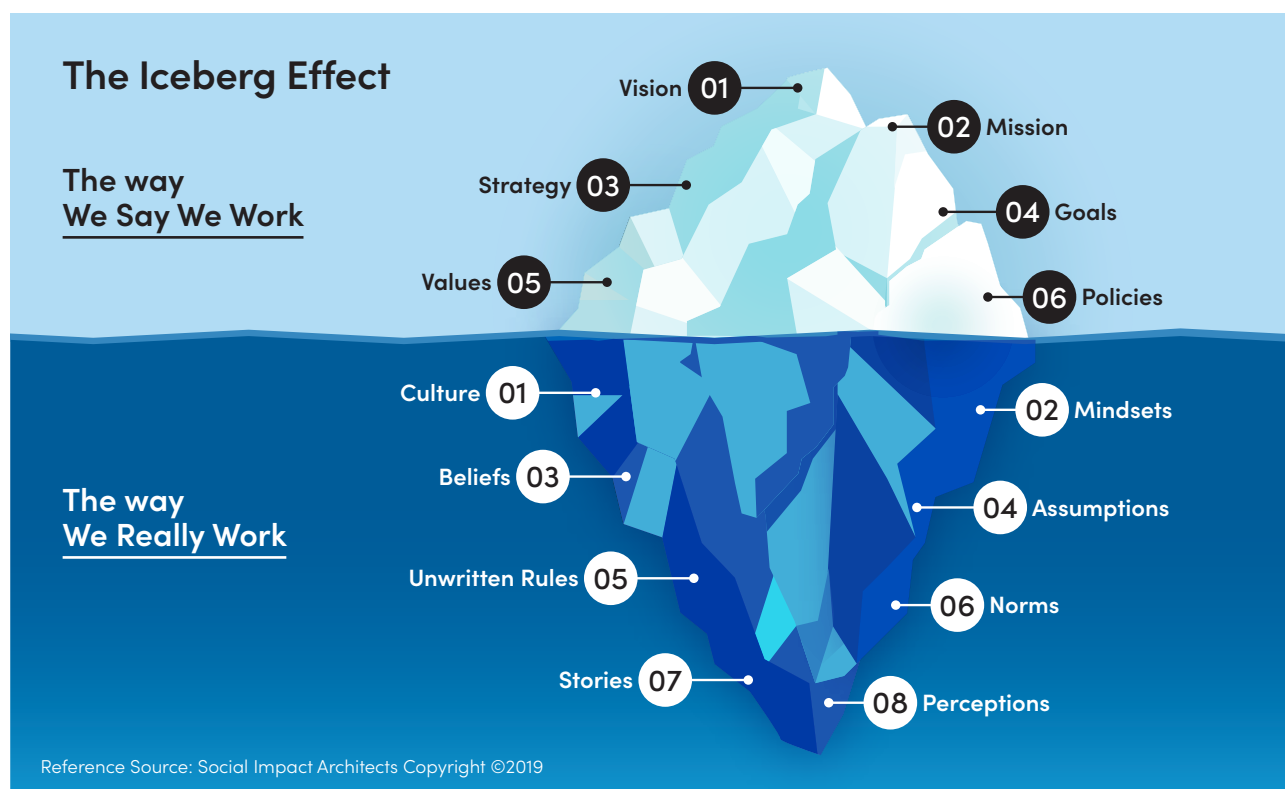 The Iceberg Effect
The way
We Say We Work
Vision 01
02 Mission
Strategy 03
04 Goals
Values 05
06 Policies
The way
We Really Work
Culture 01
02 Mindsets
Beliefs 03
04 Assumptions
Unwritten Rules 05
06 Norms
Stories 07
08 Perceptions
Reference Source: Social Impact Architects Copyright ©2019